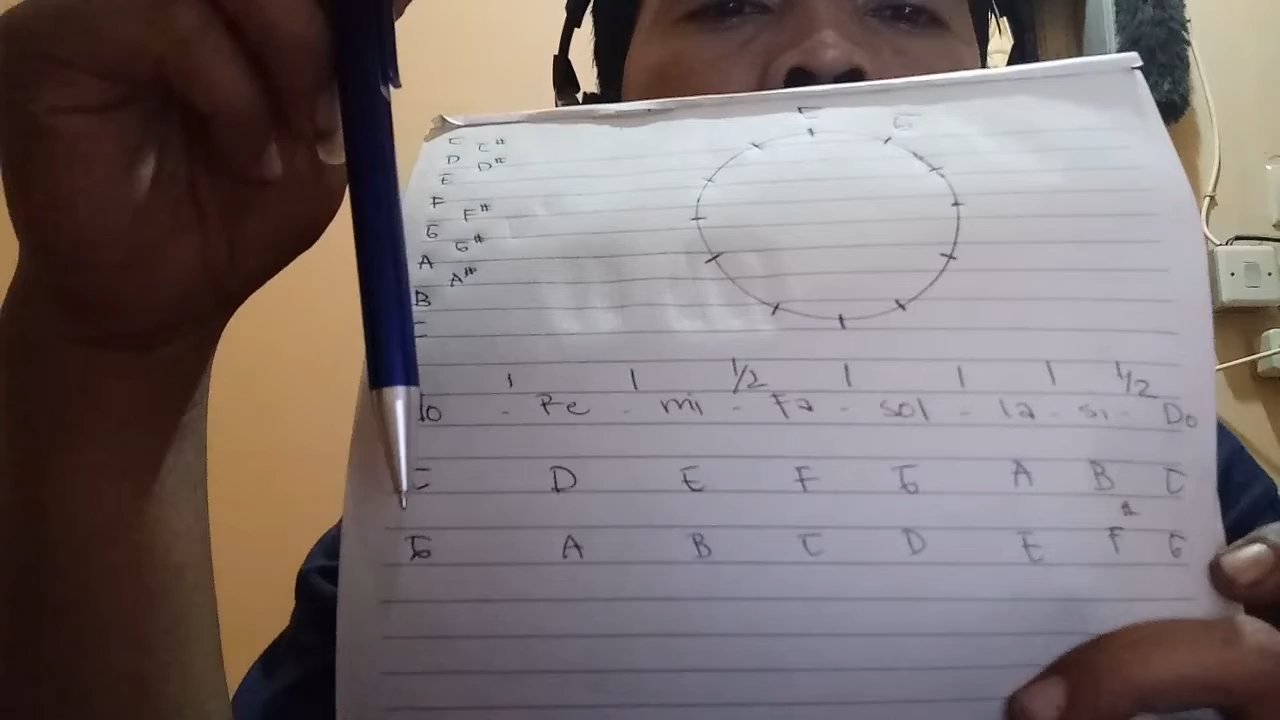 C C#
D D#
E
F F#
G G#
A A#
B
C
C G
1 1 1/2 1 1 1 1/2
Do - Re - mi - Fa - sol - la - si - Do
C D E F G A B C
G A B C D E F# G